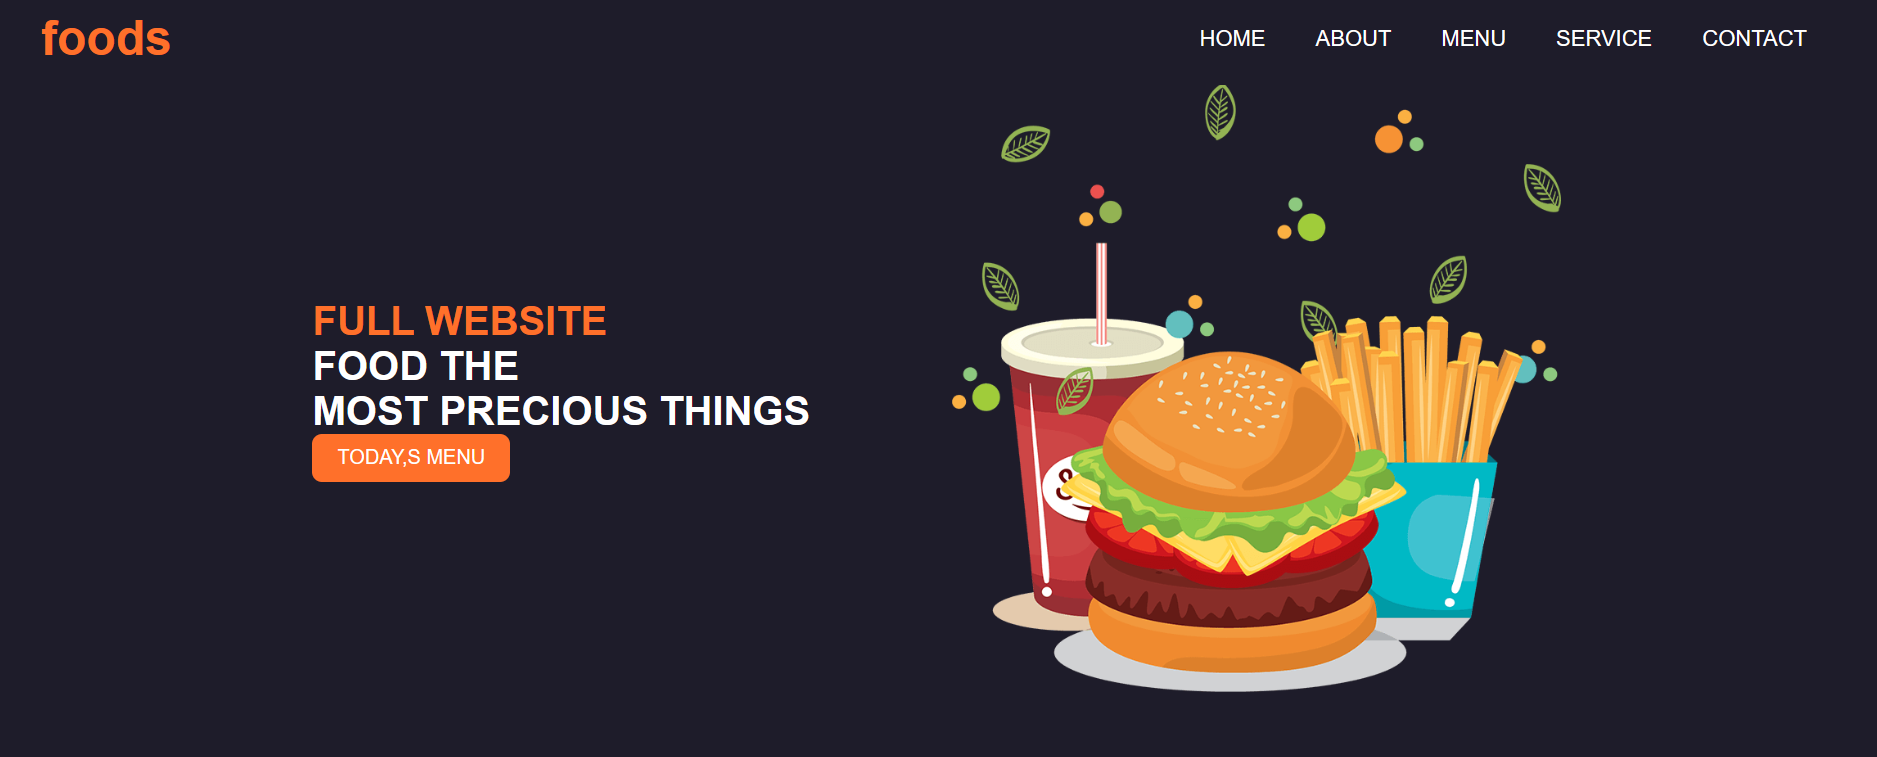 foods
HOME ABOUT MENU SERVICE CONTACT
FULL WEBSITE
FOOD THE
MOST PRECIOUS THINGS
TODAY,S MENU